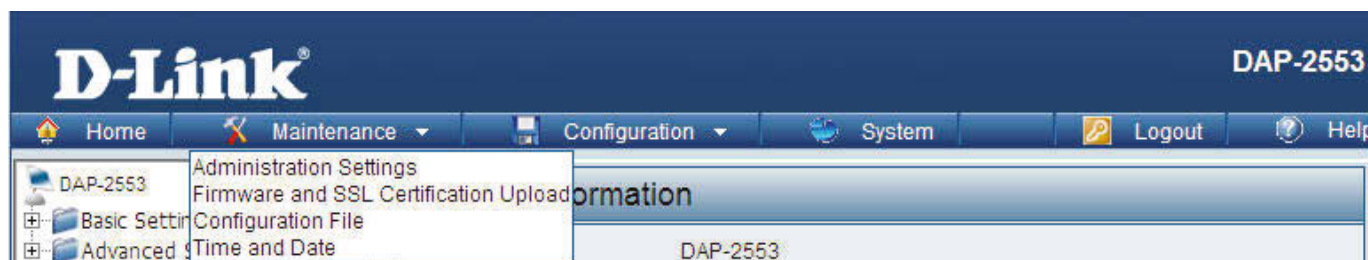 D-Link®
DAP-2553
Home Maintenance Configuration System Logout Help
DAP-2553
Administration Settings
Firmware and SSL Certification Upload
ormation
Basic Settin
Configuration File
Advanced S
Time and Date
DAP-2553